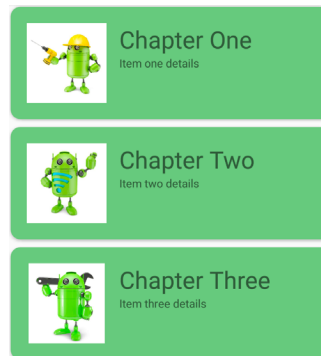 Chapter One
Item one details
Chapter Two
Item two details
Chapter Three
Item three details